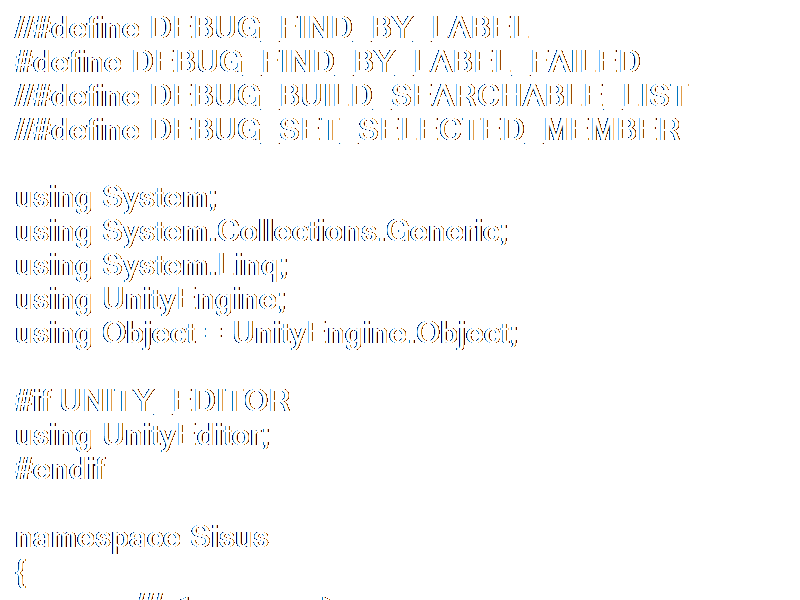 //#define DEBUG_FIND_BY_LABEL
#define DEBUG_FIND_BY_LABEL_FAILED
//#define DEBUG_BUILD_SEARCHABLE_LIST
//#define DEBUG_SET_SELECTED_MEMBER
using System;
using System.Collections.Generic;
using System.Linq;
using UnityEngine;
using Object = UnityEngine.Object;
#if UNITY_EDITOR
using UnityEditor;
#endif
namespace Sisus
{